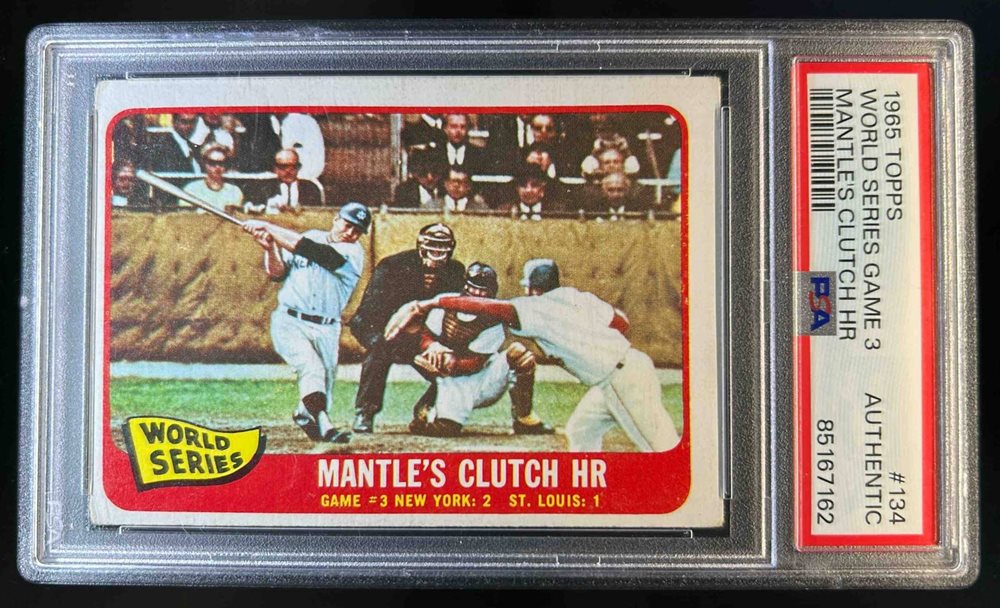 WORLD
SERIES
MANTLE'S CLUTCH HR
GAME #3 NEW YORK: 2 ST. LOUIS: 1
1965 TOPPS #134
WORLD SERIES GAME 3 AUTHENTIC
MANTLE'S CLUTCH HR
PSA 85167162